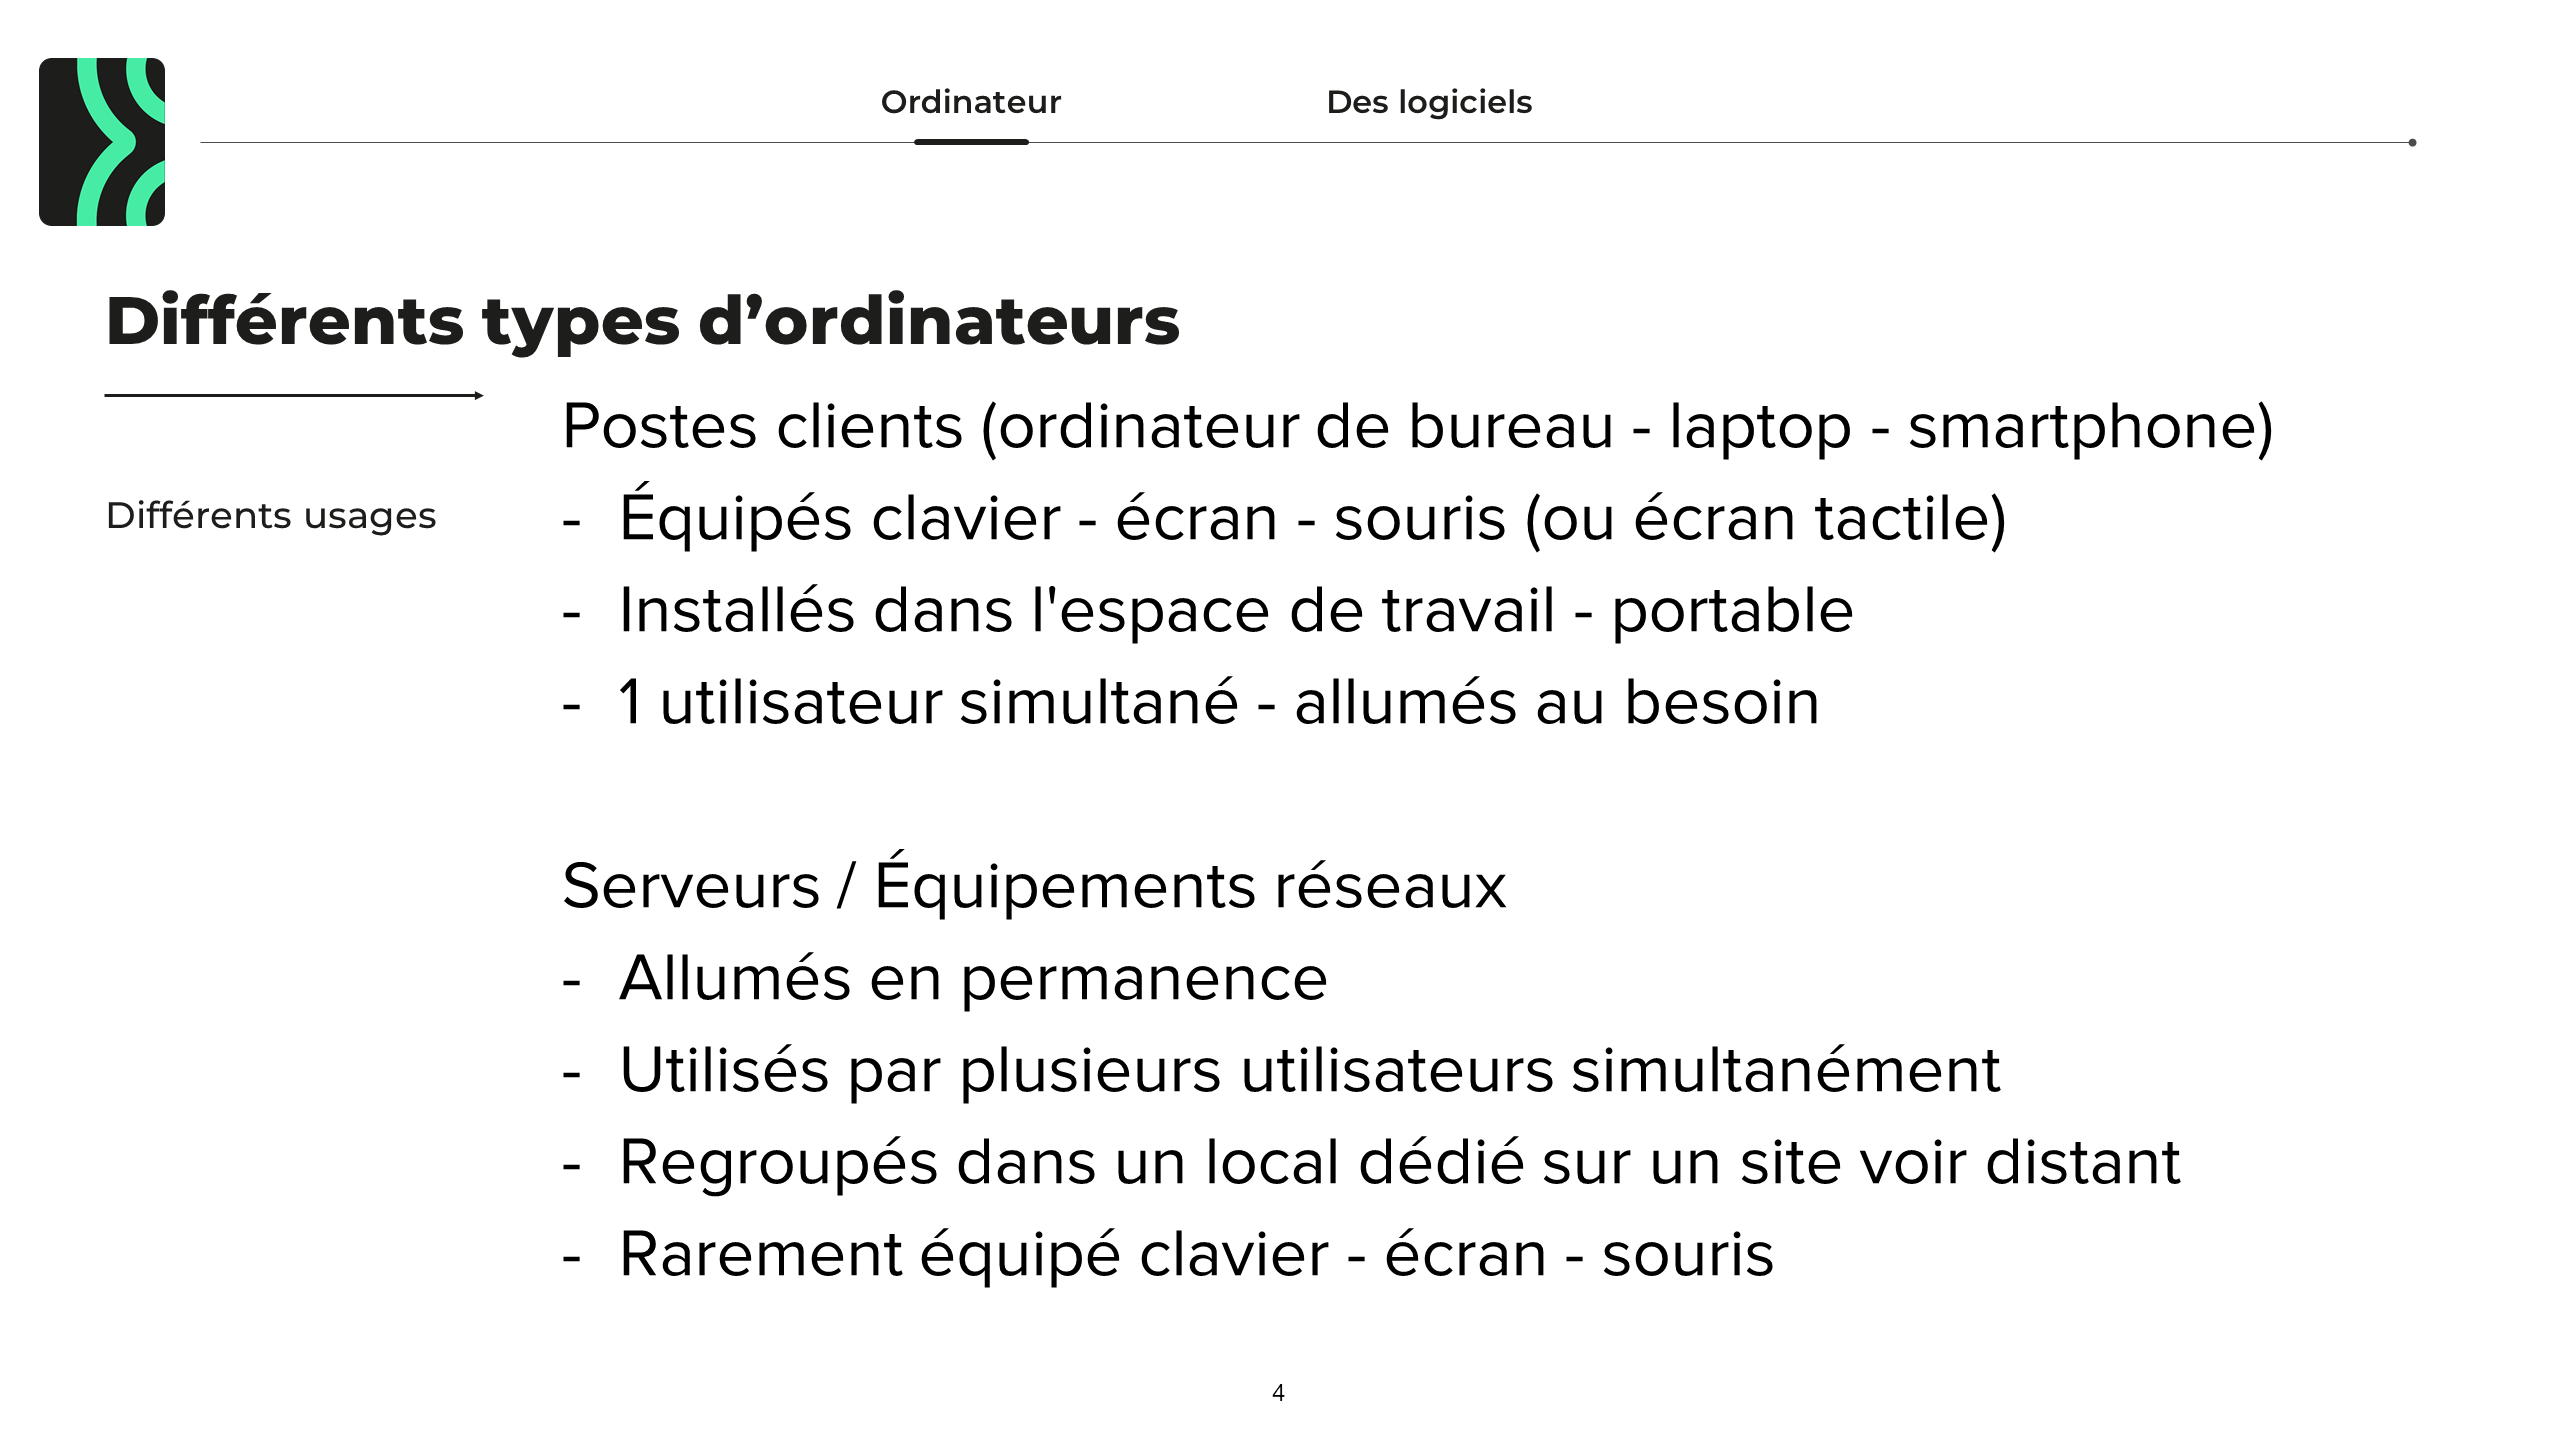 Ordinateur
Des logiciels
Différents types d’ordinateurs
Différents usages
Postes clients (ordinateur de bureau - laptop - smartphone)
- Équipés clavier - écran - souris (ou écran tactile)
- Installés dans l'espace de travail - portable
- 1 utilisateur simultané - allumés au besoin
Serveurs / Équipements réseaux
- Allumés en permanence
- Utilisés par plusieurs utilisateurs simultanément
- Regroupés dans un local dédié sur un site voir distant
- Rarement équipé clavier - écran - souris
4